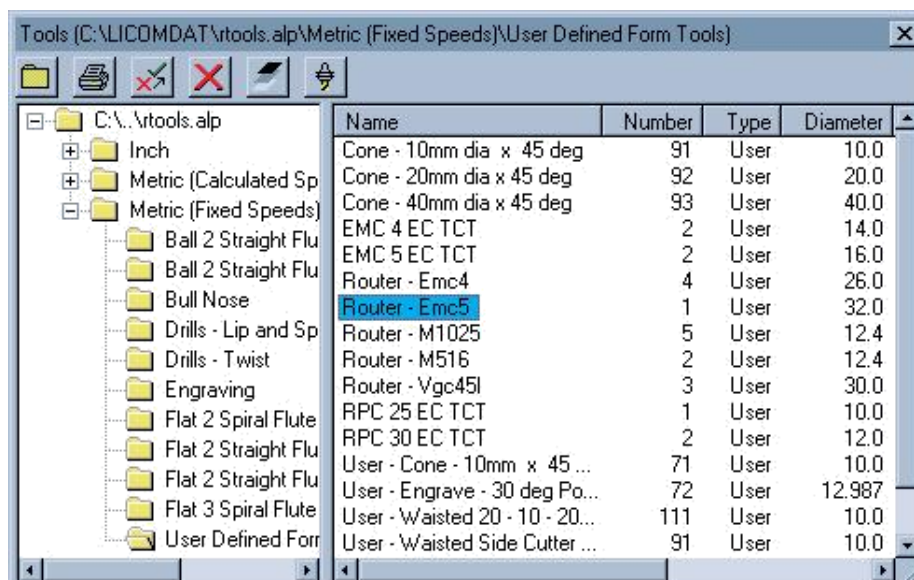 Tools (C:\LICOMDAT\rtools.alp\Metric (Fixed Speeds)\User Defined Form Tools)
C:\..\rtools.alp
Inch
Metric (Calculated Sp
Metric (Fixed Speeds)
Ball 2 Straight Flu
Ball 2 Straight Flu
Bull Nose
Drills - Lip and Sp
Drills - Twist
Engraving
Flat 2 Spiral Flute
Flat 2 Straight Flu
Flat 2 Straight Flu
Flat 3 Spiral Flute
User Defined For
Name Number Type Diameter
Cone - 10mm dia x 45 deg 91 User 10.0
Cone - 20mm dia x 45 deg 92 User 20.0
Cone - 40mm dia x 45 deg 93 User 40.0
EMC 4 EC TCT 2 User 14.0
EMC 5 EC TCT 2 User 16.0
Router - Emc4 4 User 26.0
Router - Emc5 1 User 32.0
Router - M1025 5 User 12.4
Router - M516 2 User 12.4
Router - Vgc45l 3 User 30.0
RPC 25 EC TCT 1 User 10.0
RPC 30 EC TCT 2 User 12.0
User - Cone - 10mm x 45 ... 71 User 10.0
User - Engrave - 30 deg Po... 72 User 12.987
User - Waisted 20 - 10 - 20... 111 User 10.0
User - Waisted Side Cutter ... 91 User 10.0